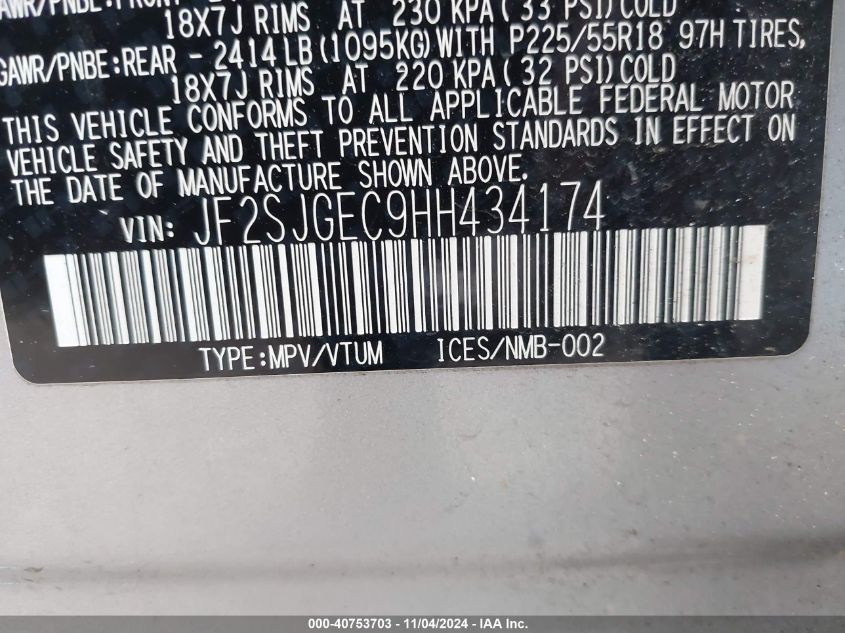 GAWR/PNBE:FRONT -
18X7J RIMS AT 230 KPA(33 PSI)COLD
GAWR/PNBE:REAR - 2414 LB(1095KG)WITH P225/55R18 97H TIRES,
18X7J RIMS AT 220 KPA(32 PSI)COLD
THIS VEHICLE CONFORMS TO ALL APPLICABLE FEDERAL MOTOR
VEHICLE SAFETY AND THEFT PREVENTION STANDARDS IN EFFECT ON
THE DATE OF MANUFACTURE SHOWN ABOVE.
VIN: JF2SJGEC9HH434174
TYPE:MPV/VTUM ICES/NMB-002
000-40753703 - 11/04/2024 - IAA Inc.